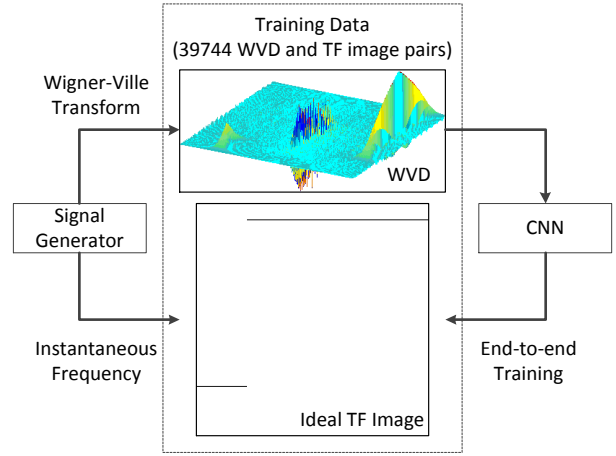 Training Data
(39744 WVD and TF image pairs)
Wigner-Ville
Transform
WVD
Signal
Generator
CNN
Instantaneous
Frequency
End-to-end
Training
Ideal TF Image